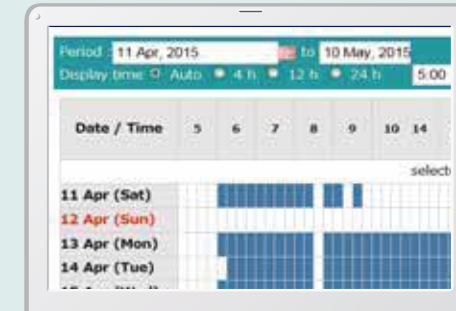 Period : 11 Apr, 2015 to 10 May, 2015
Display time Auto 4 h 12 h 24 h 5:00
Date / Time 5 6 7 8 9 10 14
select
11 Apr (Sat)
12 Apr (Sun)
13 Apr (Mon)
14 Apr (Tue)